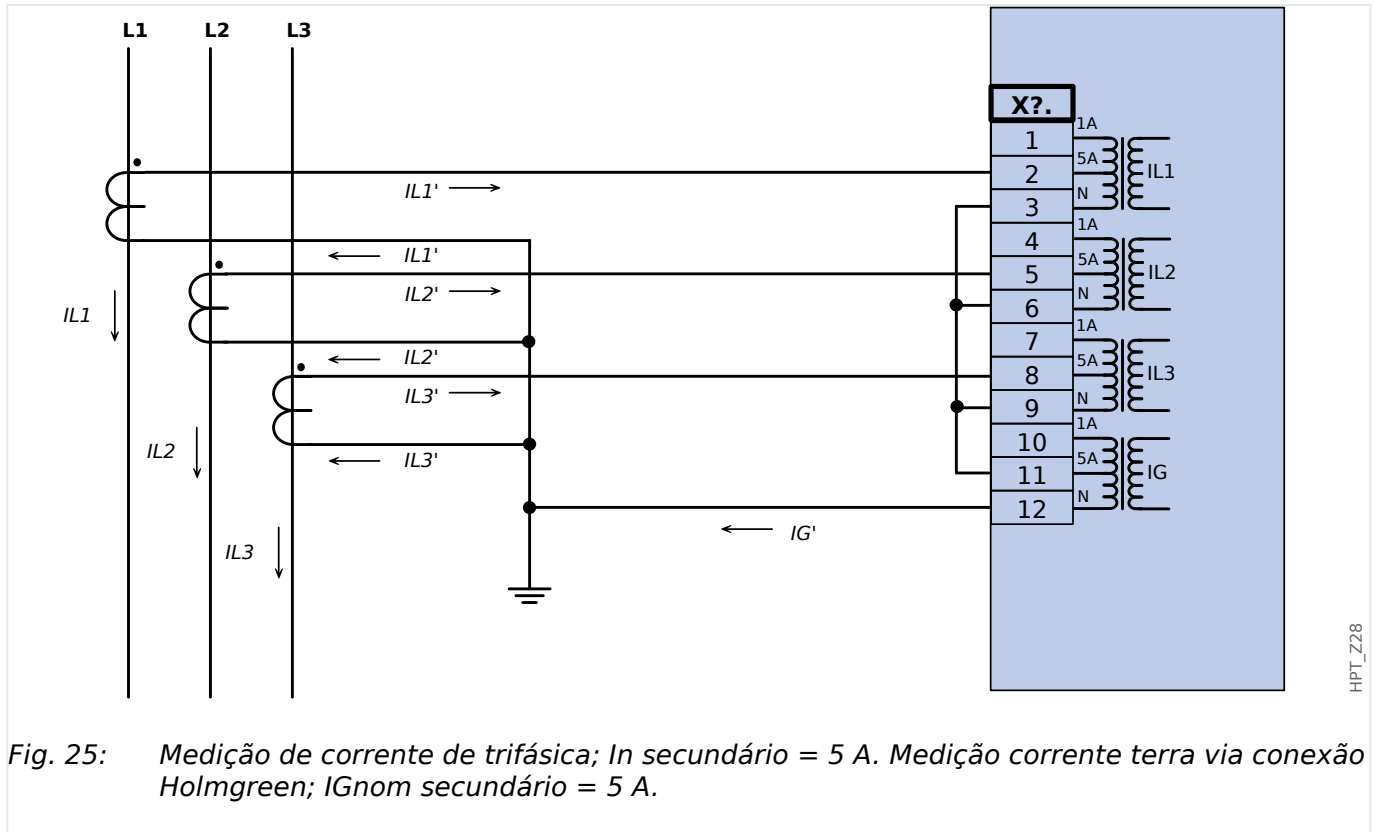 L1 L2 L3
X?.
1 1A
2 5A IL1
3 N
4 1A
5 5A IL2
6 N
7 1A
8 5A IL3
9 N
10 1A
11 5A IG
12 N
IL1'
IL1'
IL2'
IL1
IL2'
IL3'
IL2
IL3'
IG'
IL3
HPT_Z28
Fig. 25: Medição de corrente de trifásica; In secundário = 5 A. Medição corrente terra via conexão
Holmgreen; IGnom secundário = 5 A.